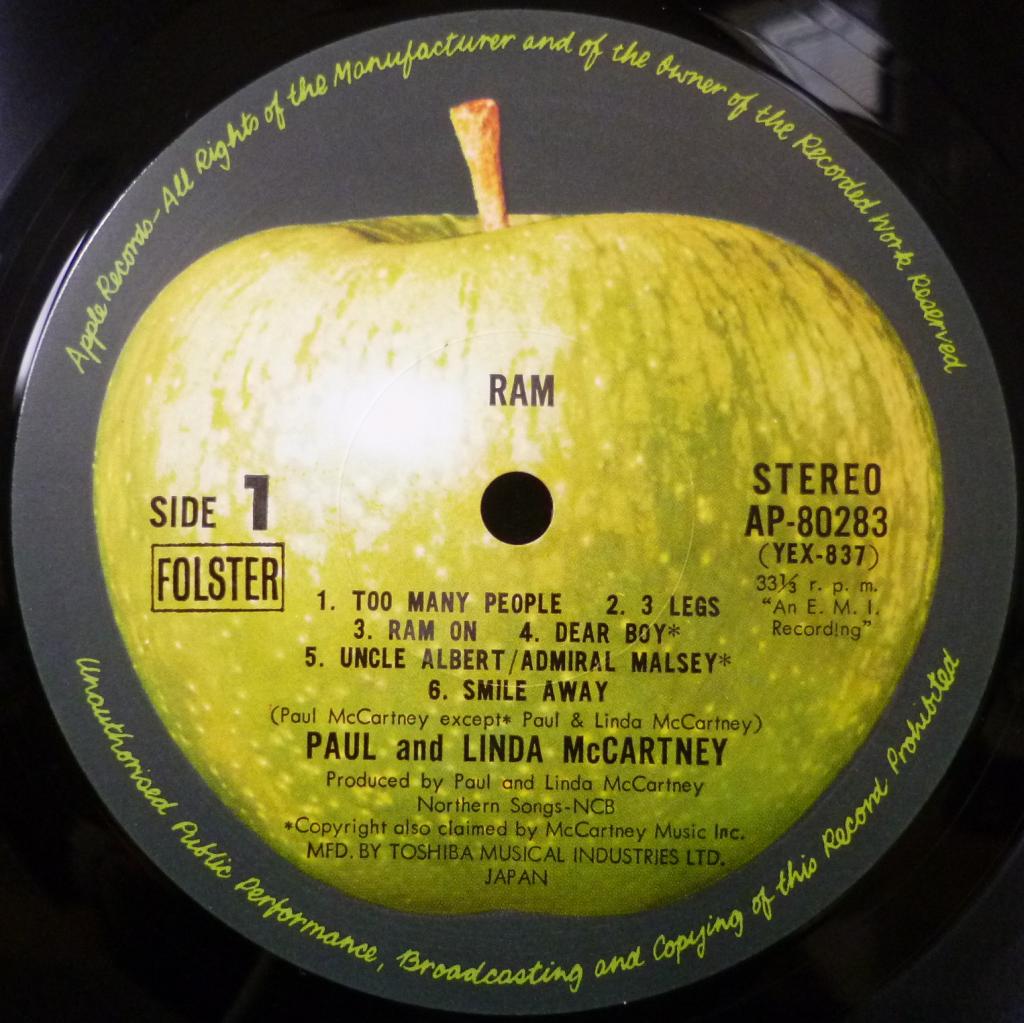 Apple Records-All Rights of the Manufacturer and of the Owner of the Recorded Work Reserved
RAM
SIDE 1
FOLSTER
STEREO
AP-80283
(YEX-837)
33⅓ r. p. m.
"An E. M. I.
Recording"
1. TOO MANY PEOPLE 2. 3 LEGS
3. RAM ON 4. DEAR BOY*
5. UNCLE ALBERT/ADMIRAL MALSEY*
6. SMILE AWAY
(Paul McCartney except* Paul & Linda McCartney)
PAUL and LINDA McCARTNEY
Produced by Paul and Linda McCartney
Northern Songs-NCB
*Copyright also claimed by McCartney Music Inc.
MFD. BY TOSHIBA MUSICAL INDUSTRIES LTD.
JAPAN
Unauthorised Public Performance, Broadcasting and Copying of this Record Prohibited